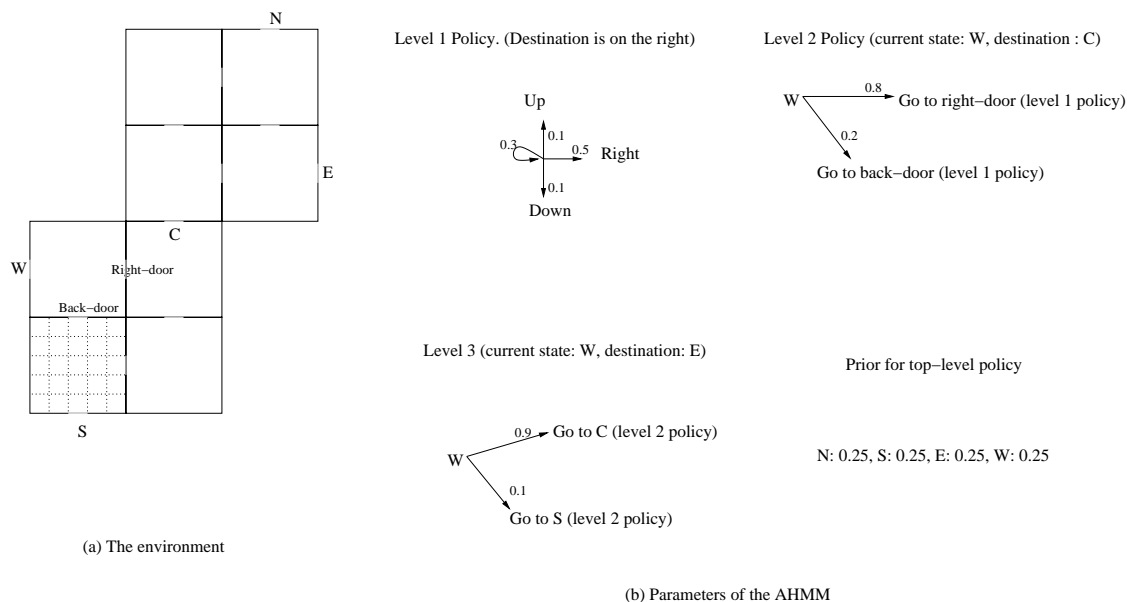 N
E
C
W
Right−door
Back−door
S
(a) The environment
Level 1 Policy. (Destination is on the right)
Up
0.3
0.1
0.5
Right
0.1
Down
Level 2 Policy (current state: W, destination : C)
W
0.8
Go to right−door (level 1 policy)
0.2
Go to back−door (level 1 policy)
Level 3 (current state: W, destination: E)
0.9
Go to C (level 2 policy)
W
0.1
Go to S (level 2 policy)
Prior for top−level policy
N: 0.25, S: 0.25, E: 0.25, W: 0.25
(b) Parameters of the AHMM